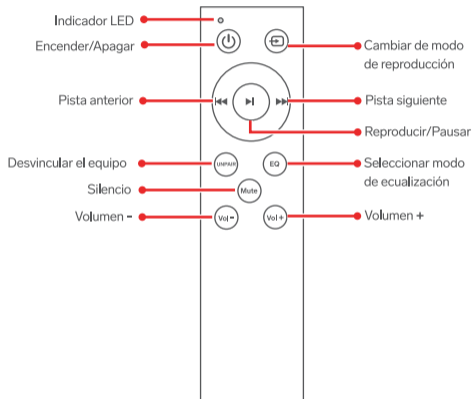 Indicador LED
Encender/Apagar
Cambiar de modo
de reproducción
Pista anterior
Pista siguiente
Reproducir/Pausar
Desvincular el equipo
UNPAIR
EQ
Seleccionar modo
de ecualización
Silencio
Mute
Volumen -
Vol -
Vol +
Volumen +